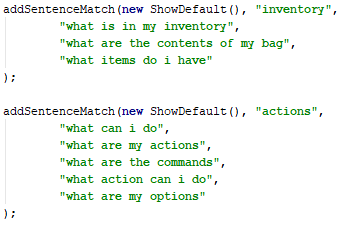 addSentenceMatch(new ShowDefault(), "inventory",
"what is in my inventory",
"what are the contents of my bag",
"what items do i have"
);
addSentenceMatch(new ShowDefault(), "actions",
"what can i do",
"what are my actions",
"what are the commands",
"what action can i do",
"what are my options"
);